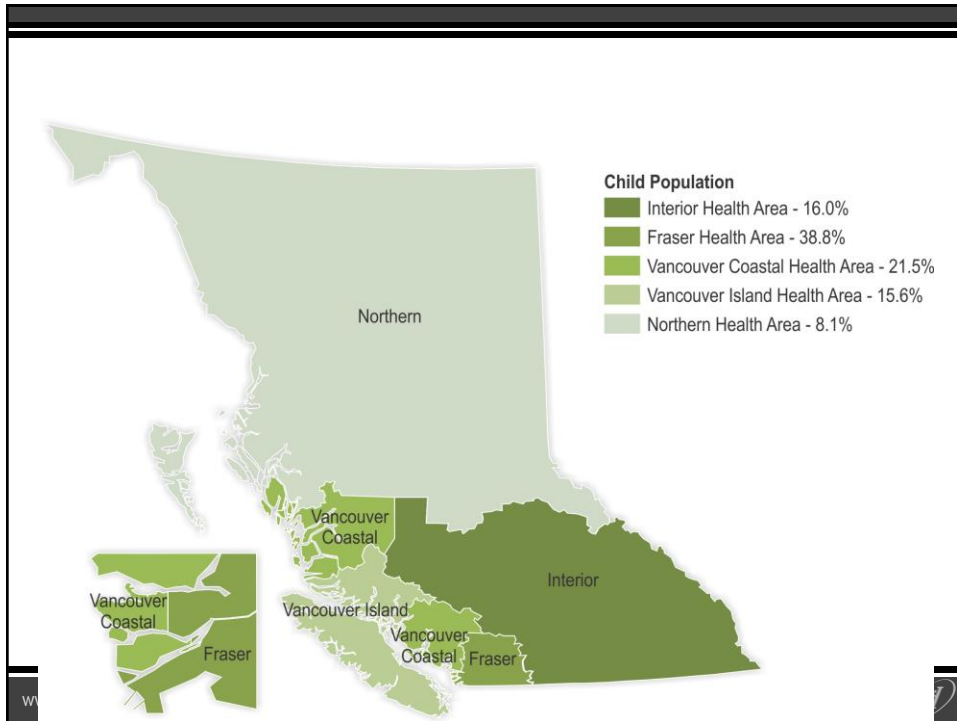 Child Population
Interior Health Area - 16.0%
Fraser Health Area - 38.8%
Vancouver Coastal Health Area - 21.5%
Vancouver Island Health Area - 15.6%
Northern Health Area - 8.1%
Northern
Vancouver
Coastal
Interior
Vancouver Island
Vancouver
Coastal
Fraser
Vancouver
Coastal
Fraser